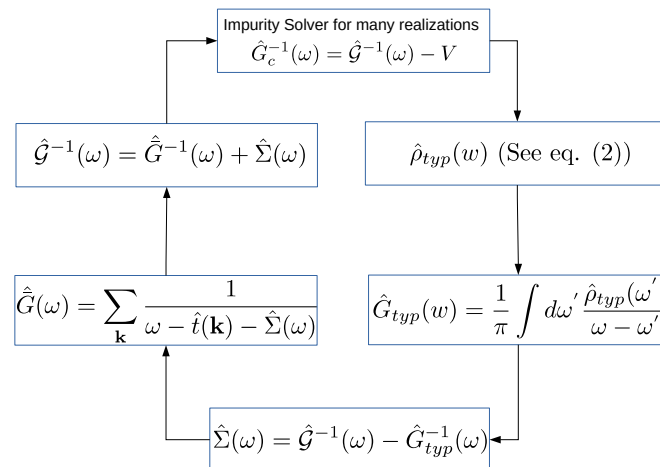 Impurity Solver for many realizations
$\hat{G}_c^{-1}(\omega) = \hat{\mathcal{G}}^{-1}(\omega) - V$
$\hat{\mathcal{G}}^{-1}(\omega) = \hat{\bar{G}}^{-1}(\omega) + \hat{\Sigma}(\omega)$
$\hat{\rho}_{typ}(w)$ (See eq. (2))
$\hat{\bar{G}}(\omega) = \sum_{\mathbf{k}} \frac{1}{\omega - \hat{t}(\mathbf{k}) - \hat{\Sigma}(\omega)}$
$\hat{G}_{typ}(w) = \frac{1}{\pi} \int d\omega' \frac{\hat{\rho}_{typ}(\omega'}{\omega - \omega'}$
$\hat{\Sigma}(\omega) = \hat{\mathcal{G}}^{-1}(\omega) - \hat{G}_{typ}^{-1}(\omega)$